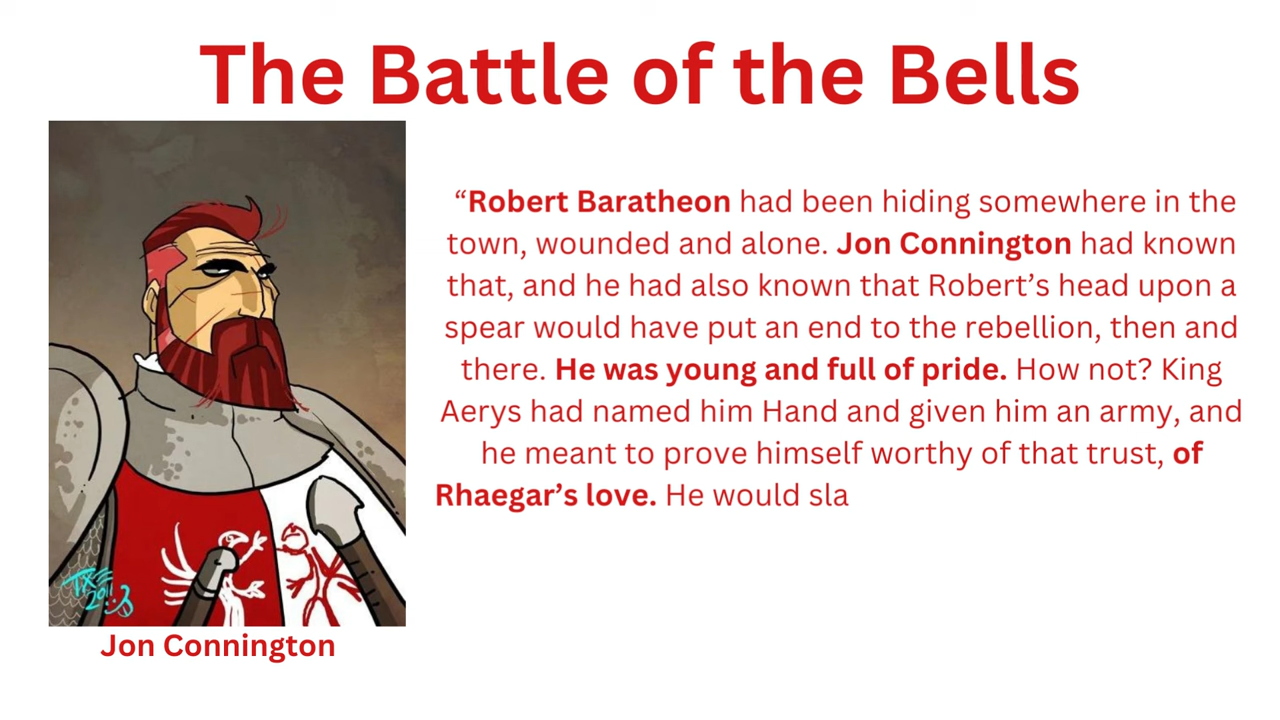 The Battle of the Bells
“Robert Baratheon had been hiding somewhere in the
town, wounded and alone. Jon Connington had known
that, and he had also known that Robert’s head upon a
spear would have put an end to the rebellion, then and
there. He was young and full of pride. How not? King
Aerys had named him Hand and given him an army, and
he meant to prove himself worthy of that trust, of
Rhaegar’s love. He would sla
TXE
2011
Jon Connington